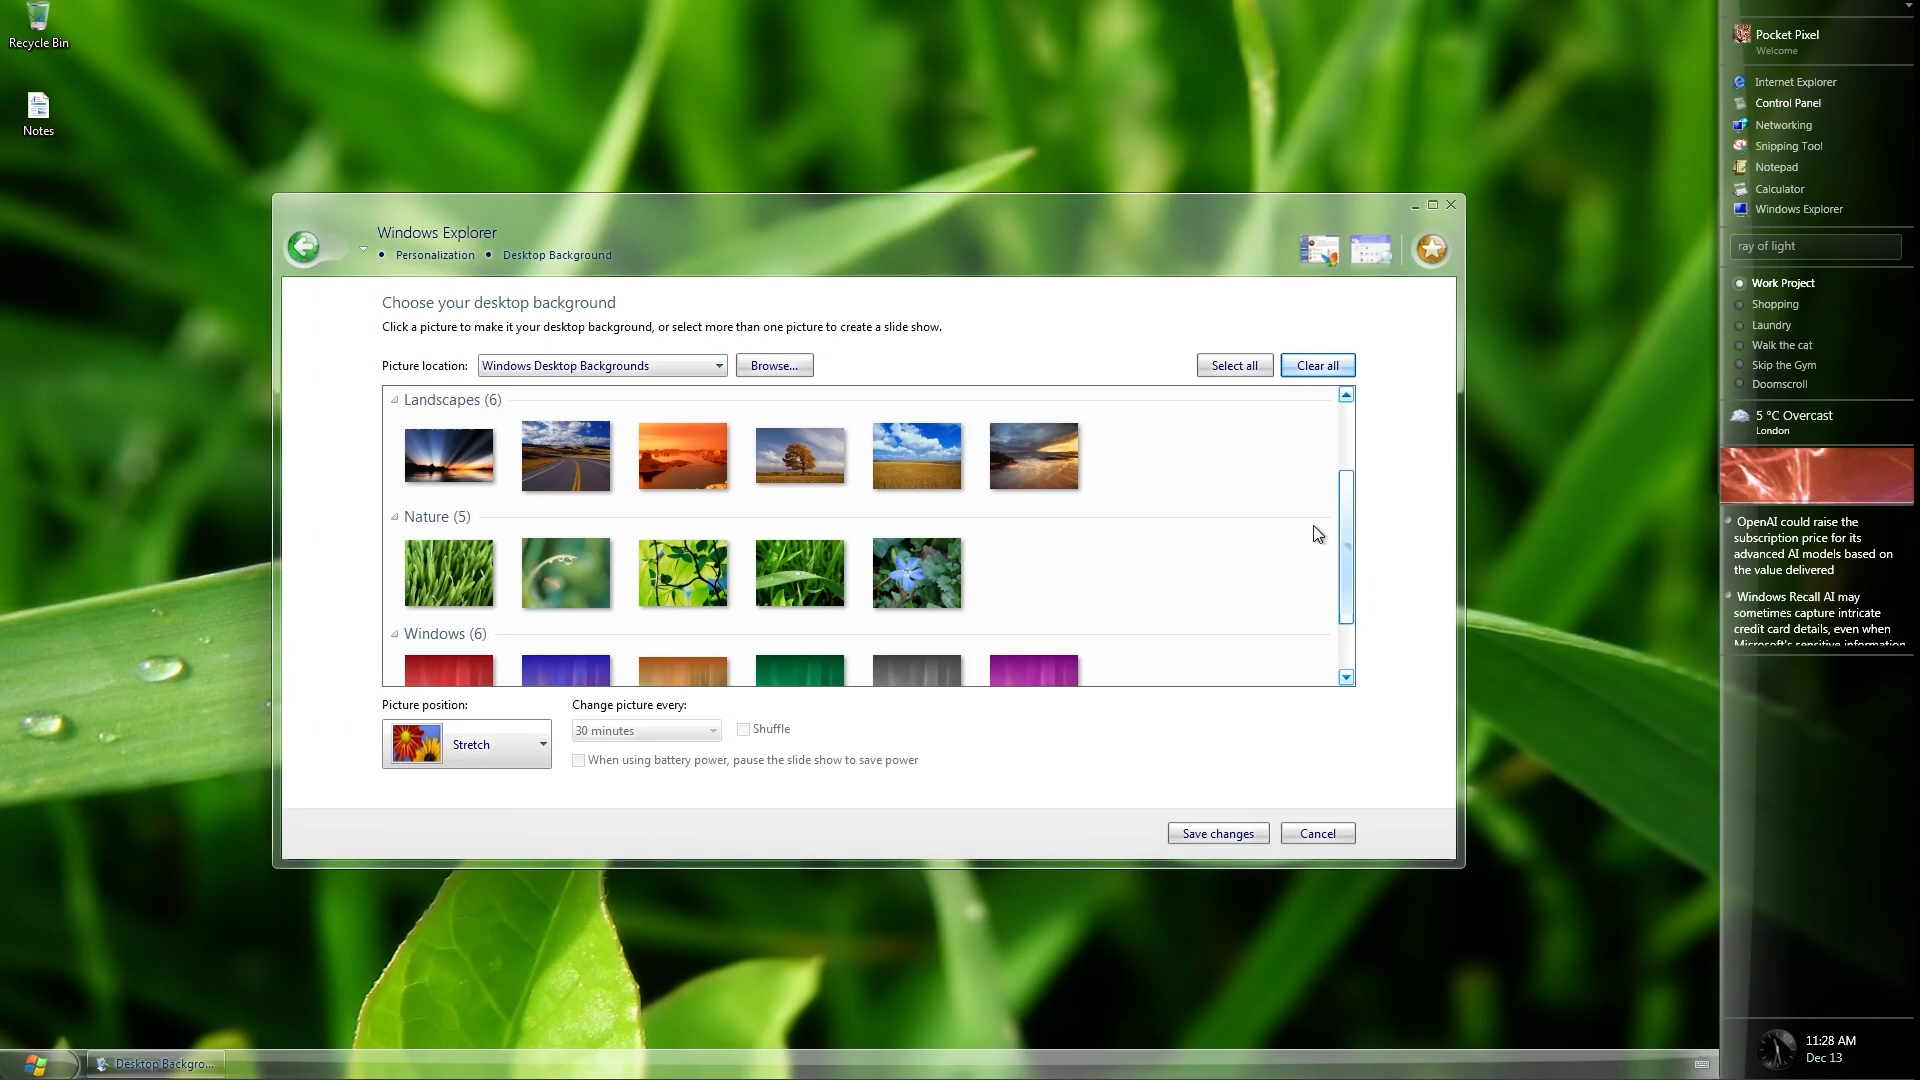 Recycle Bin
Notes
Windows Explorer
Personalization
Desktop Background
Choose your desktop background
Click a picture to make it your desktop background, or select more than one picture to create a slide show.
Picture location:
Windows Desktop Backgrounds
Browse...
Select all
Clear all
Landscapes (6)
Nature (5)
Windows (6)
Picture position:
Stretch
Change picture every:
30 minutes
Shuffle
When using battery power, pause the slide show to save power
Save changes
Cancel
Pocket Pixel
Welcome
Internet Explorer
Control Panel
Networking
Snipping Tool
Notepad
Calculator
Windows Explorer
ray of light
Work Project
Shopping
Laundry
Walk the cat
Skip the Gym
Doomscroll
5 °C Overcast
London
OpenAI could raise the
subscription price for its
advanced AI models based on
the value delivered
Windows Recall AI may
sometimes capture intricate
credit card details, even when
Microsoft's sensitive information
Desktop Backgro...
11:28 AM
Dec 13